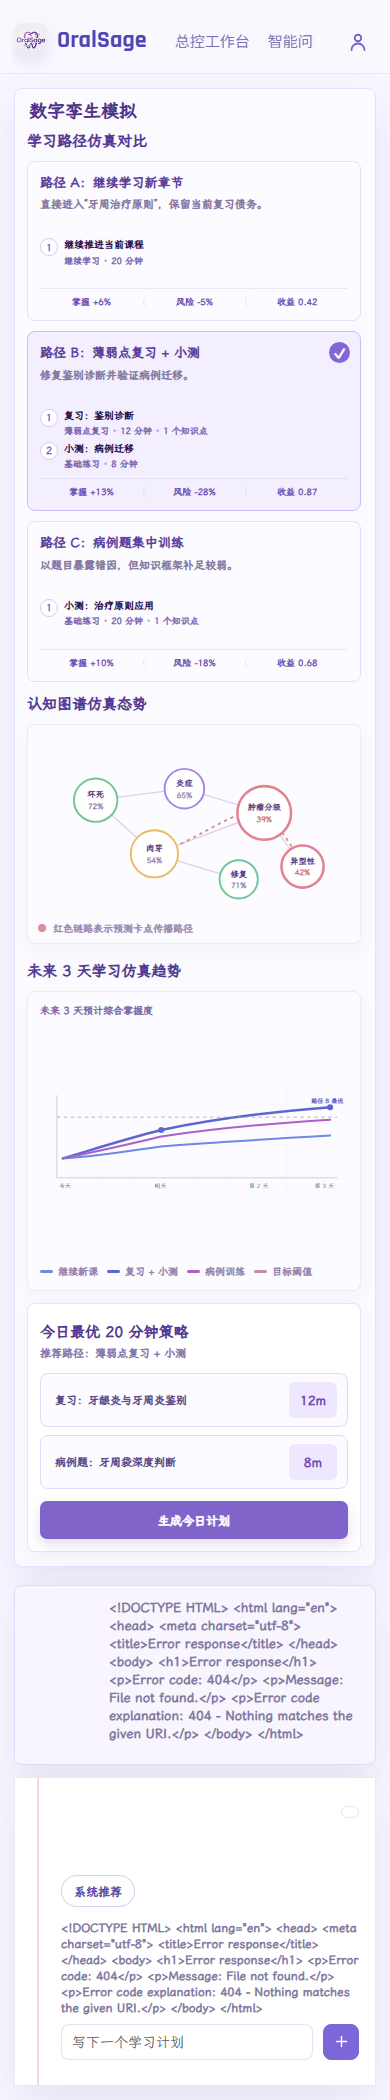 OralSage
OralSage 总控工作台 智能问
数字孪生模拟
学习路径仿真对比
路径 A：继续学习新章节
直接进入“牙周治疗原则”，保留当前复习债务。
1 继续推进当前课程
继续学习 • 20 分钟
掌握 +6% 风险 -5% 收益 0.42
路径 B：薄弱点复习 + 小测
修复鉴别诊断并验证病例迁移。
1 复习：鉴别诊断
薄弱点复习 • 12 分钟 • 1 个知识点
2 小测：病例迁移
基础练习 • 8 分钟
掌握 +13% 风险 -28% 收益 0.87
路径 C：病例题集中训练
以题目暴露错因，但知识框架补足较弱。
1 小测：治疗原则应用
基础练习 • 20 分钟 • 1 个知识点
掌握 +10% 风险 -18% 收益 0.68
认知图谱仿真态势
坏死
72%
炎症
65%
肿瘤分级
39%
肉芽
54%
修复
71%
异型性
42%
红色链路表示预测卡点传播路径
未来 3 天学习仿真趋势
未来 3 天预计综合掌握度
路径 B 最优
今天 明天 第 2 天 第 3 天
继续新课 复习 + 小测 病例训练 目标阈值
今日最优 20 分钟策略
推荐路径：薄弱点复习 + 小测
复习：牙龈炎与牙周炎鉴别 12m
病例题：牙周袋深度判断 8m
生成今日计划
<!DOCTYPE HTML> <html lang="en">
<head> <meta charset="utf-8">
<title>Error response</title> </head>
<body> <h1>Error response</h1>
<p>Error code: 404</p> <p>Message:
File not found.</p> <p>Error code
explanation: 404 - Nothing matches the
given URI.</p> </body> </html>
系统推荐
<!DOCTYPE HTML> <html lang="en"> <head> <meta
charset="utf-8"> <title>Error response</title>
</head> <body> <h1>Error response</h1> <p>Error
code: 404</p> <p>Message: File not found.</p>
<p>Error code explanation: 404 - Nothing matches
the given URI.</p> </body> </html>
写下一个学习计划 +